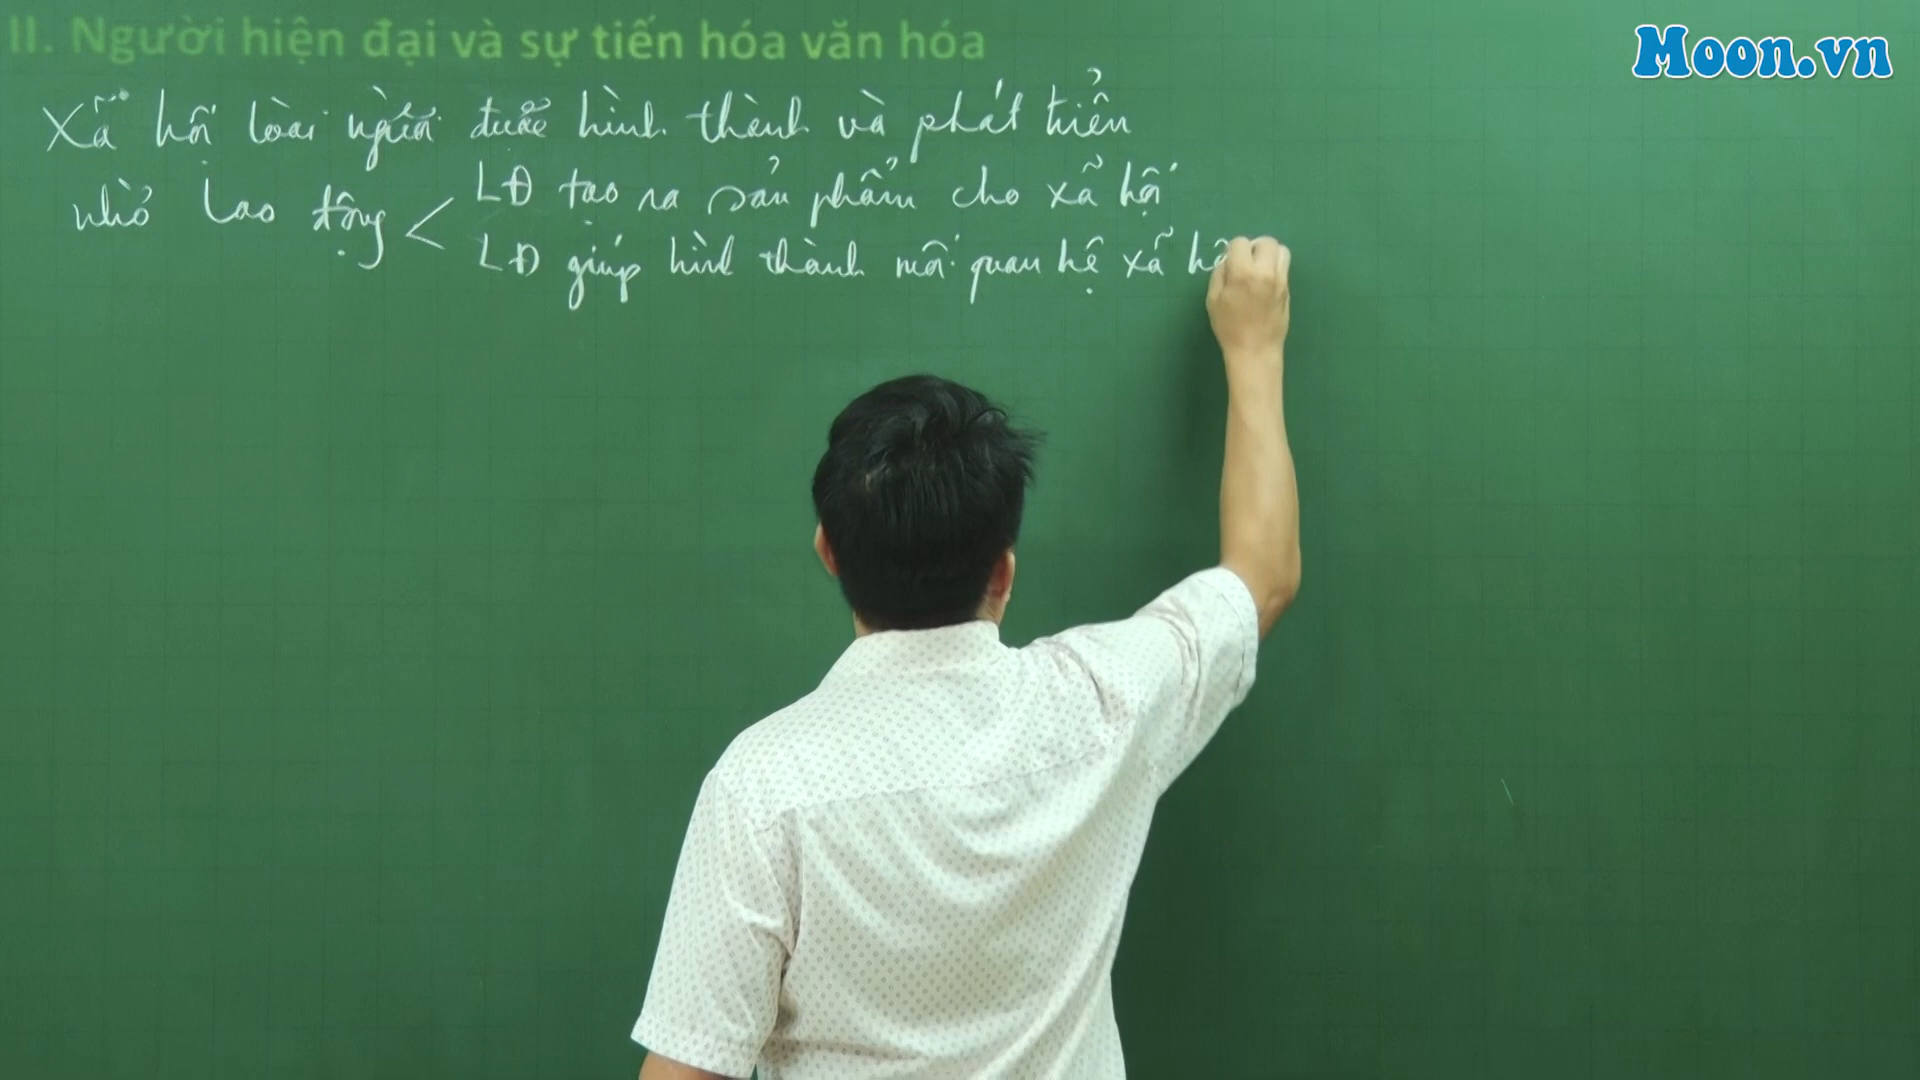 II. Người hiện đại và sự tiến hóa văn hóa
Moon.vn
Xã hội loài người được hình thành và phát triển
nhờ lao động < LĐ tạo ra sản phẩm cho xã hội
LĐ giúp hình thành mối quan hệ xã hộ